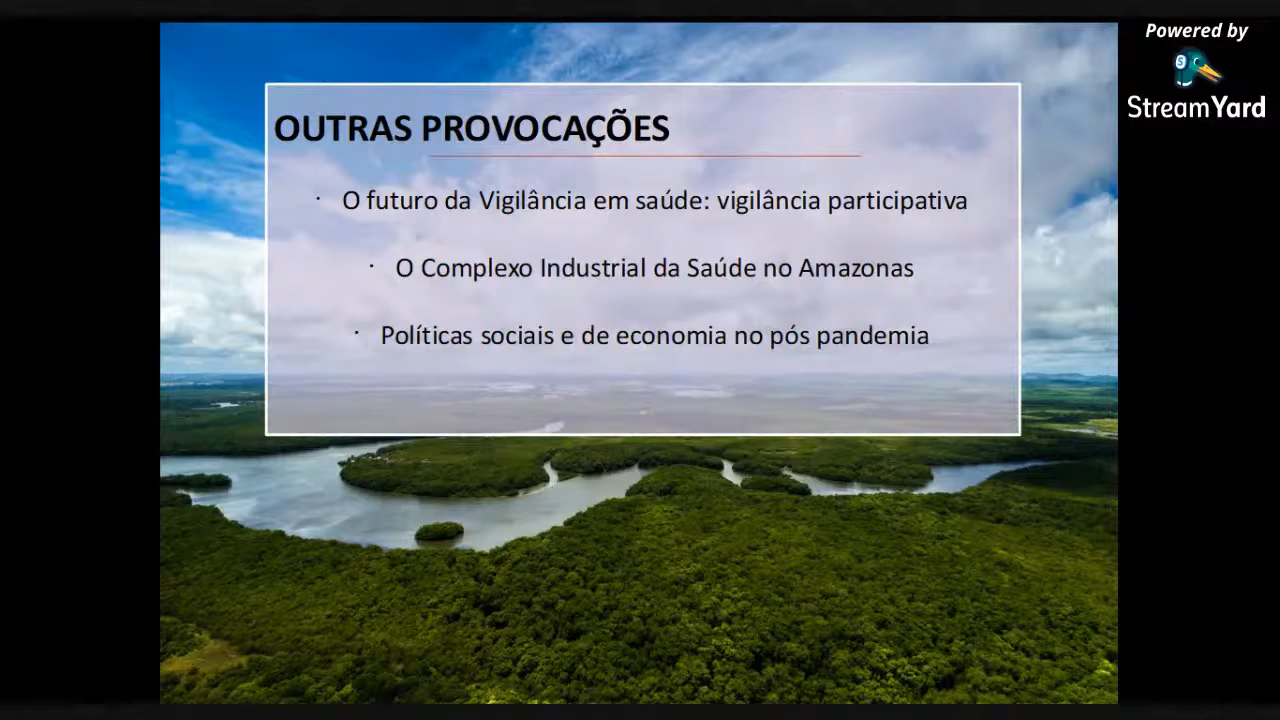 OUTRAS PROVOCAÇÕES
· O futuro da Vigilância em saúde: vigilância participativa
· O Complexo Industrial da Saúde no Amazonas
· Políticas sociais e de economia no pós pandemia
Powered by
StreamYard